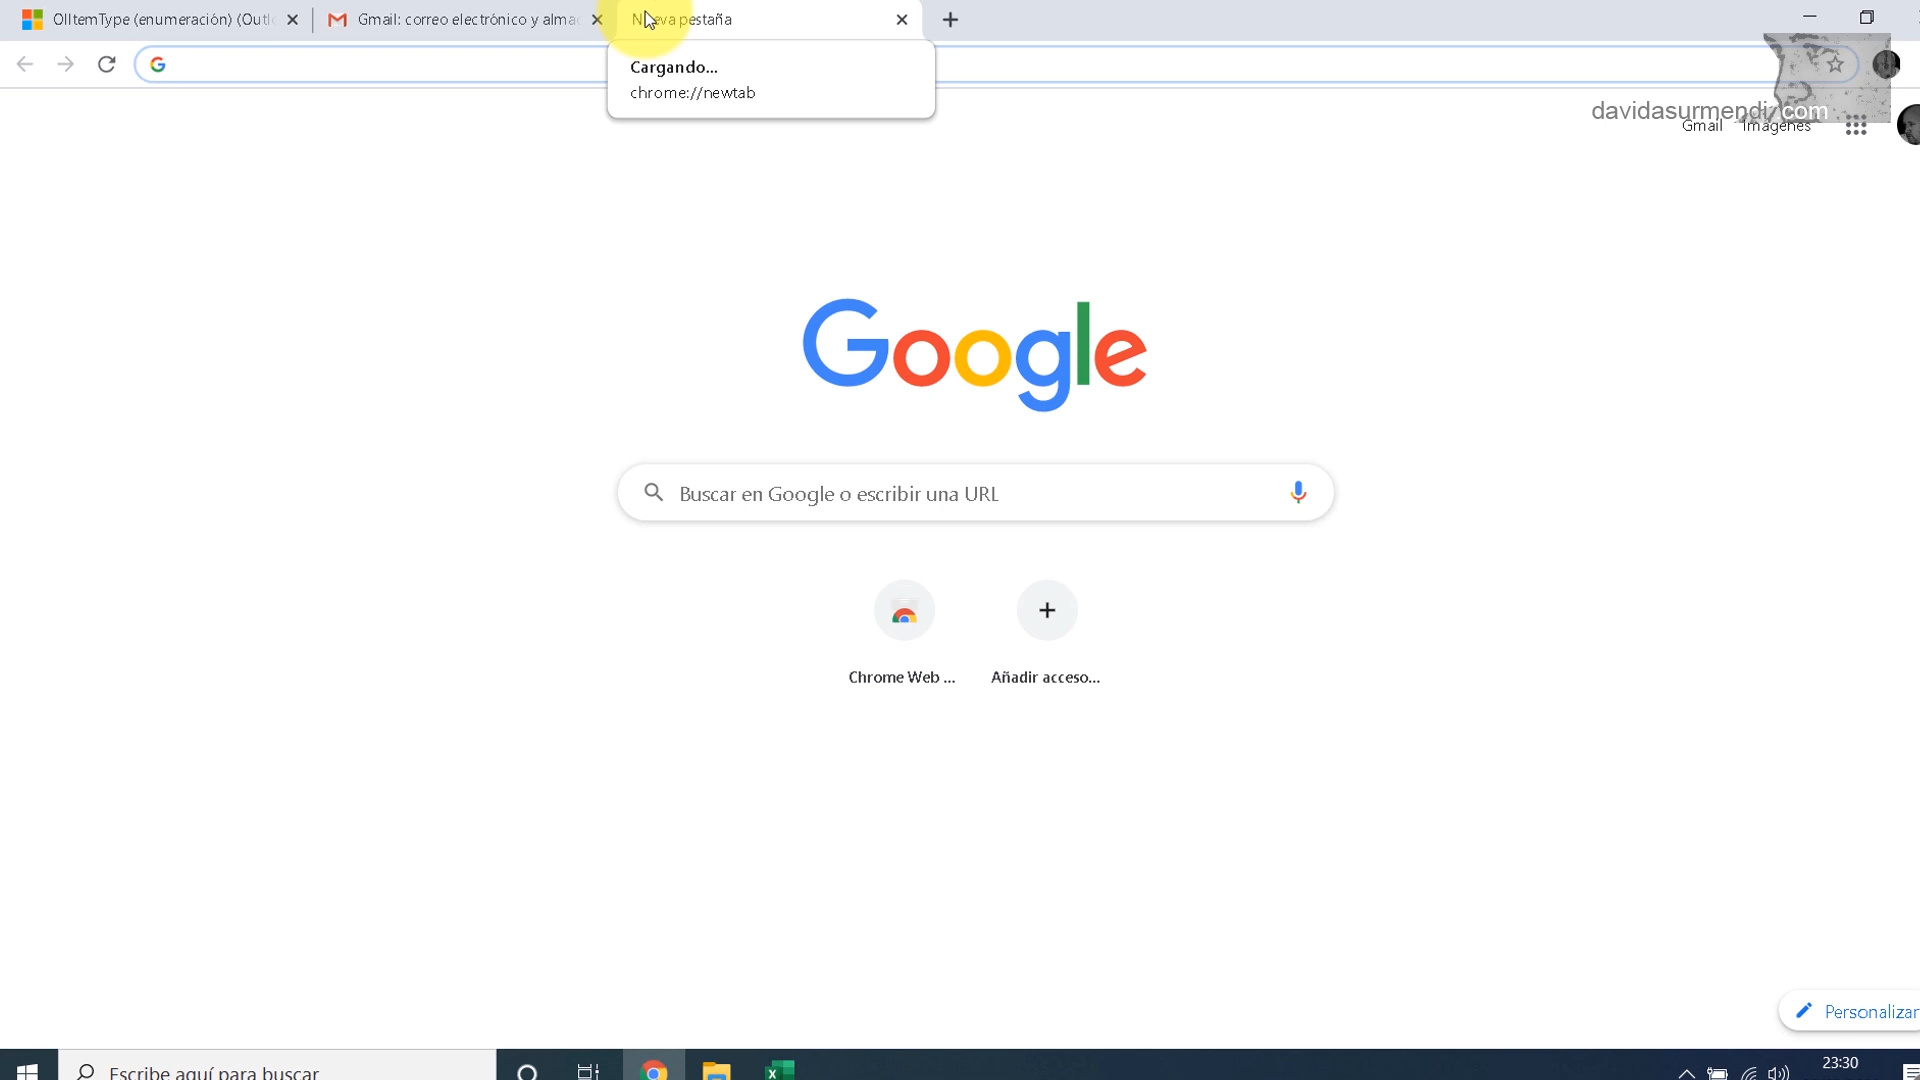 OlItemType (enumeración) (Outl
Gmail: correo electrónico y alma
Nueva pestaña
Cargando...
chrome://newtab
davidasurmendi.com
Gmail
Imágenes
Google
Buscar en Google o escribir una URL
Chrome Web ...
Añadir acceso...
Personalizar
Escribe aquí para buscar
23:30